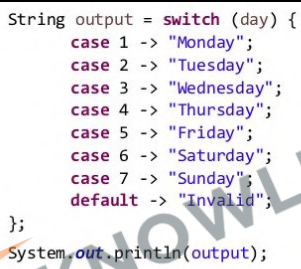 String output = switch (day) {
case 1 -> "Monday";
case 2 -> "Tuesday";
case 3 -> "Wednesday";
case 4 -> "Thursday";
case 5 -> "Friday";
case 6 -> "Saturday";
case 7 -> "Sunday";
default -> "Invalid";
};
System.out.println(output);